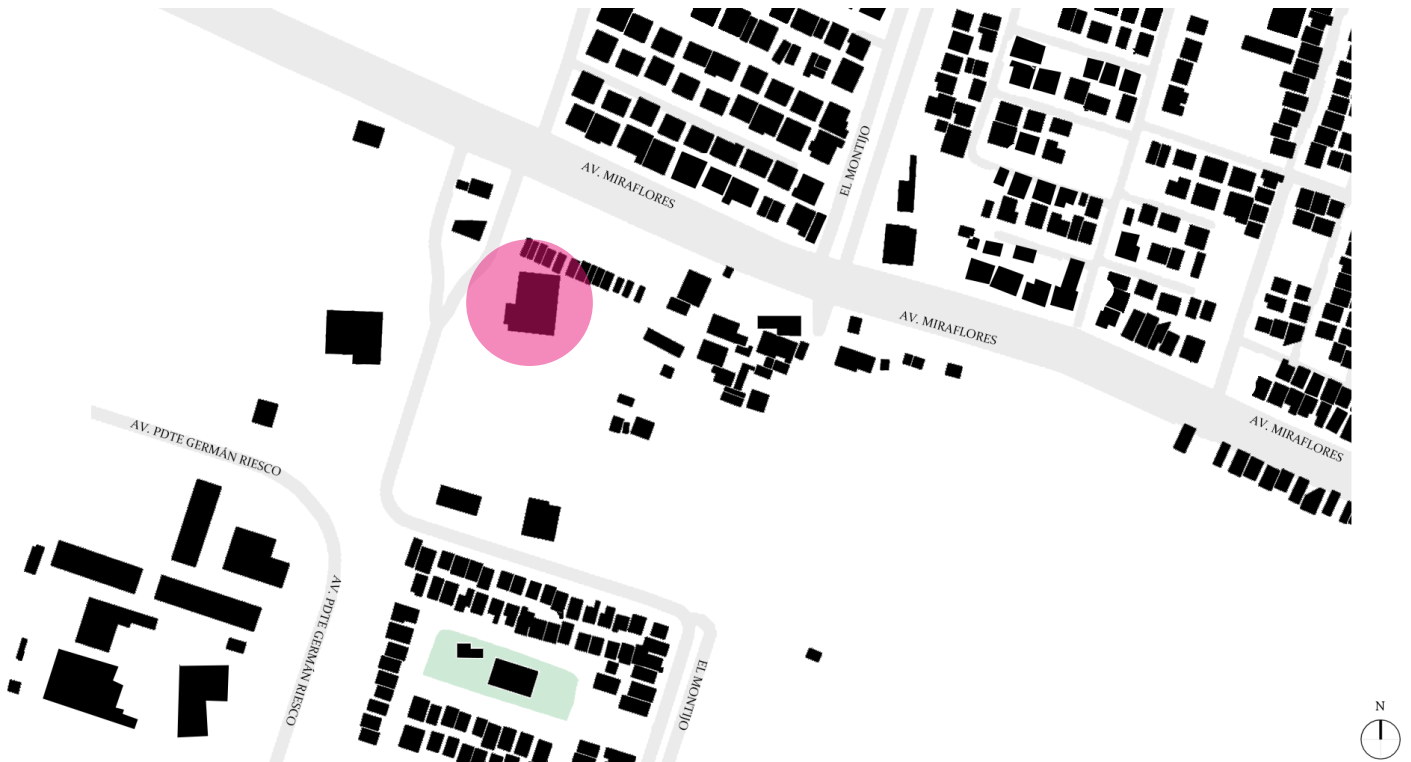 EL MONTIJO
AV. MIRAFLORES
AV. MIRAFLORES
AV. MIRAFLORES
AV. PDTE GERMÁN RIESCO
AV. PDTE GERMÁN RIESCO
EL MONTIJO
N